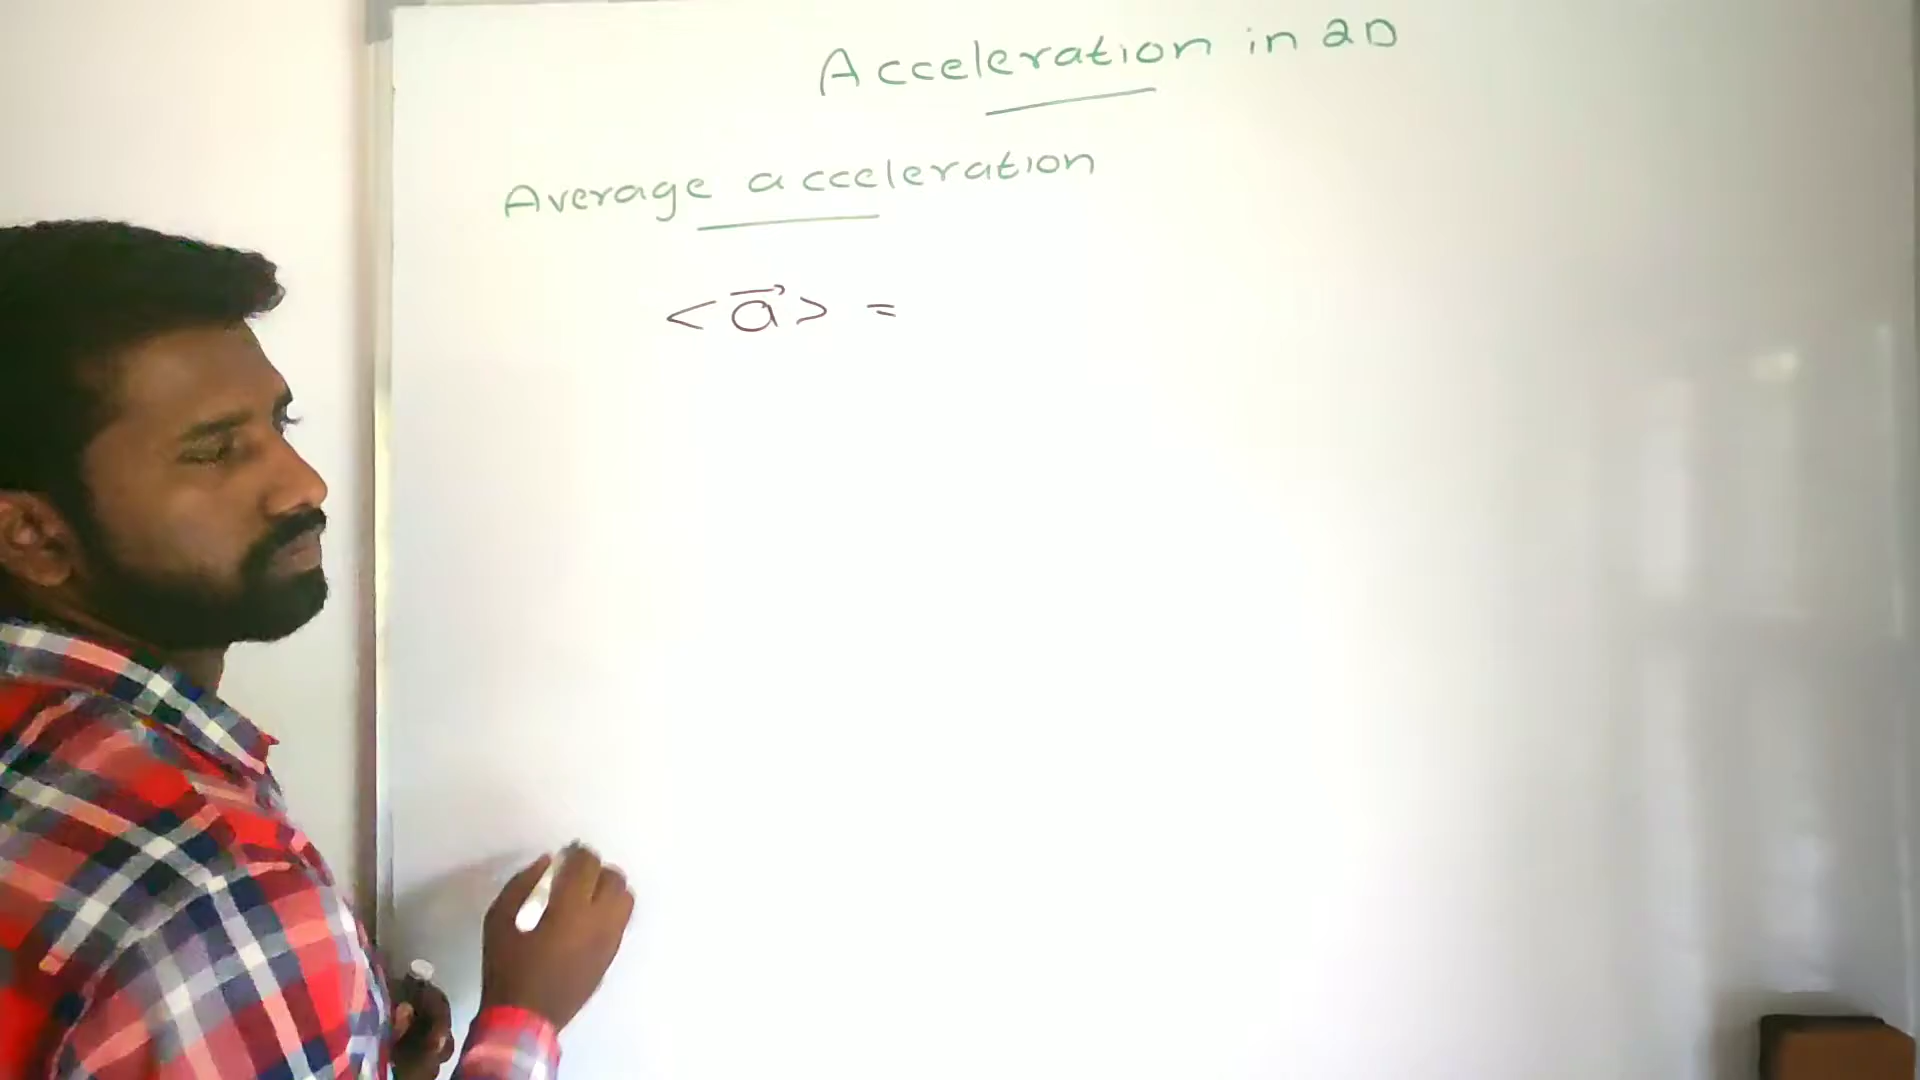 Acceleration in 2D
Average acceleration
<a⃗> =